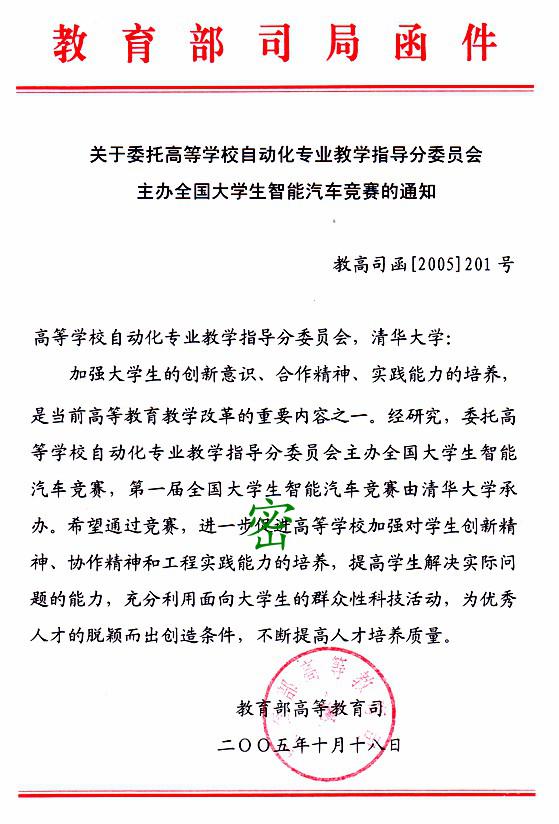 教育部司局函件
关于委托高等学校自动化专业教学指导分委员会
主办全国大学生智能汽车竞赛的通知
教高司函[2005]201 号
高等学校自动化专业教学指导分委员会，清华大学：
加强大学生的创新意识、合作精神、实践能力的培养，
是当前高等教育教学改革的重要内容之一。经研究，委托高
等学校自动化专业教学指导分委员会主办全国大学生智能
汽车竞赛，第一届全国大学生智能汽车竞赛由清华大学承
办。希望通过竞赛，进一步促进高等学校加强对学生创新精
密
神、协作精神和工程实践能力的培养，提高学生解决实际问
题的能力，充分利用面向大学生的群众性科技活动，为优秀
人才的脱颖而出创造条件，不断提高人才培养质量。
部高等教
教育部高等教育司
二〇〇五年十月十八日